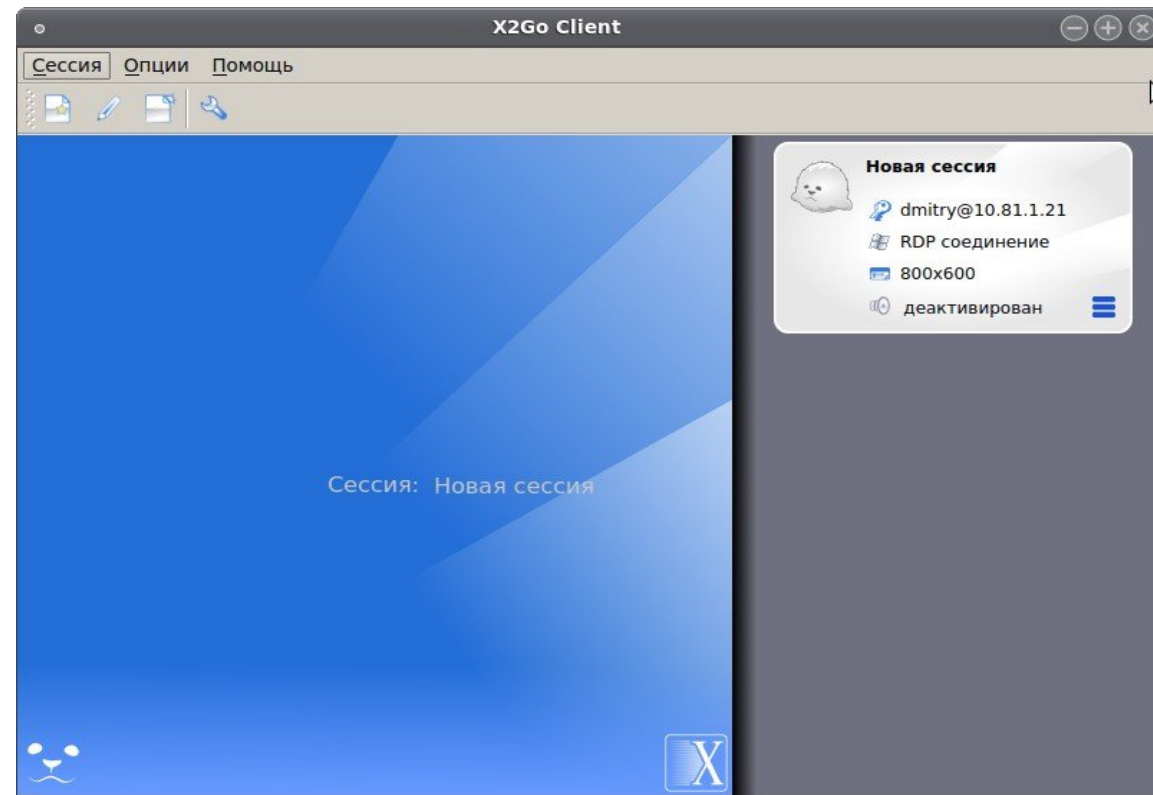 X2Go Client
Сессия Опции Помощь
Новая сессия
dmitry@10.81.1.21
RDP соединение
800x600
деактивирован
Сессия: Новая сессия
X